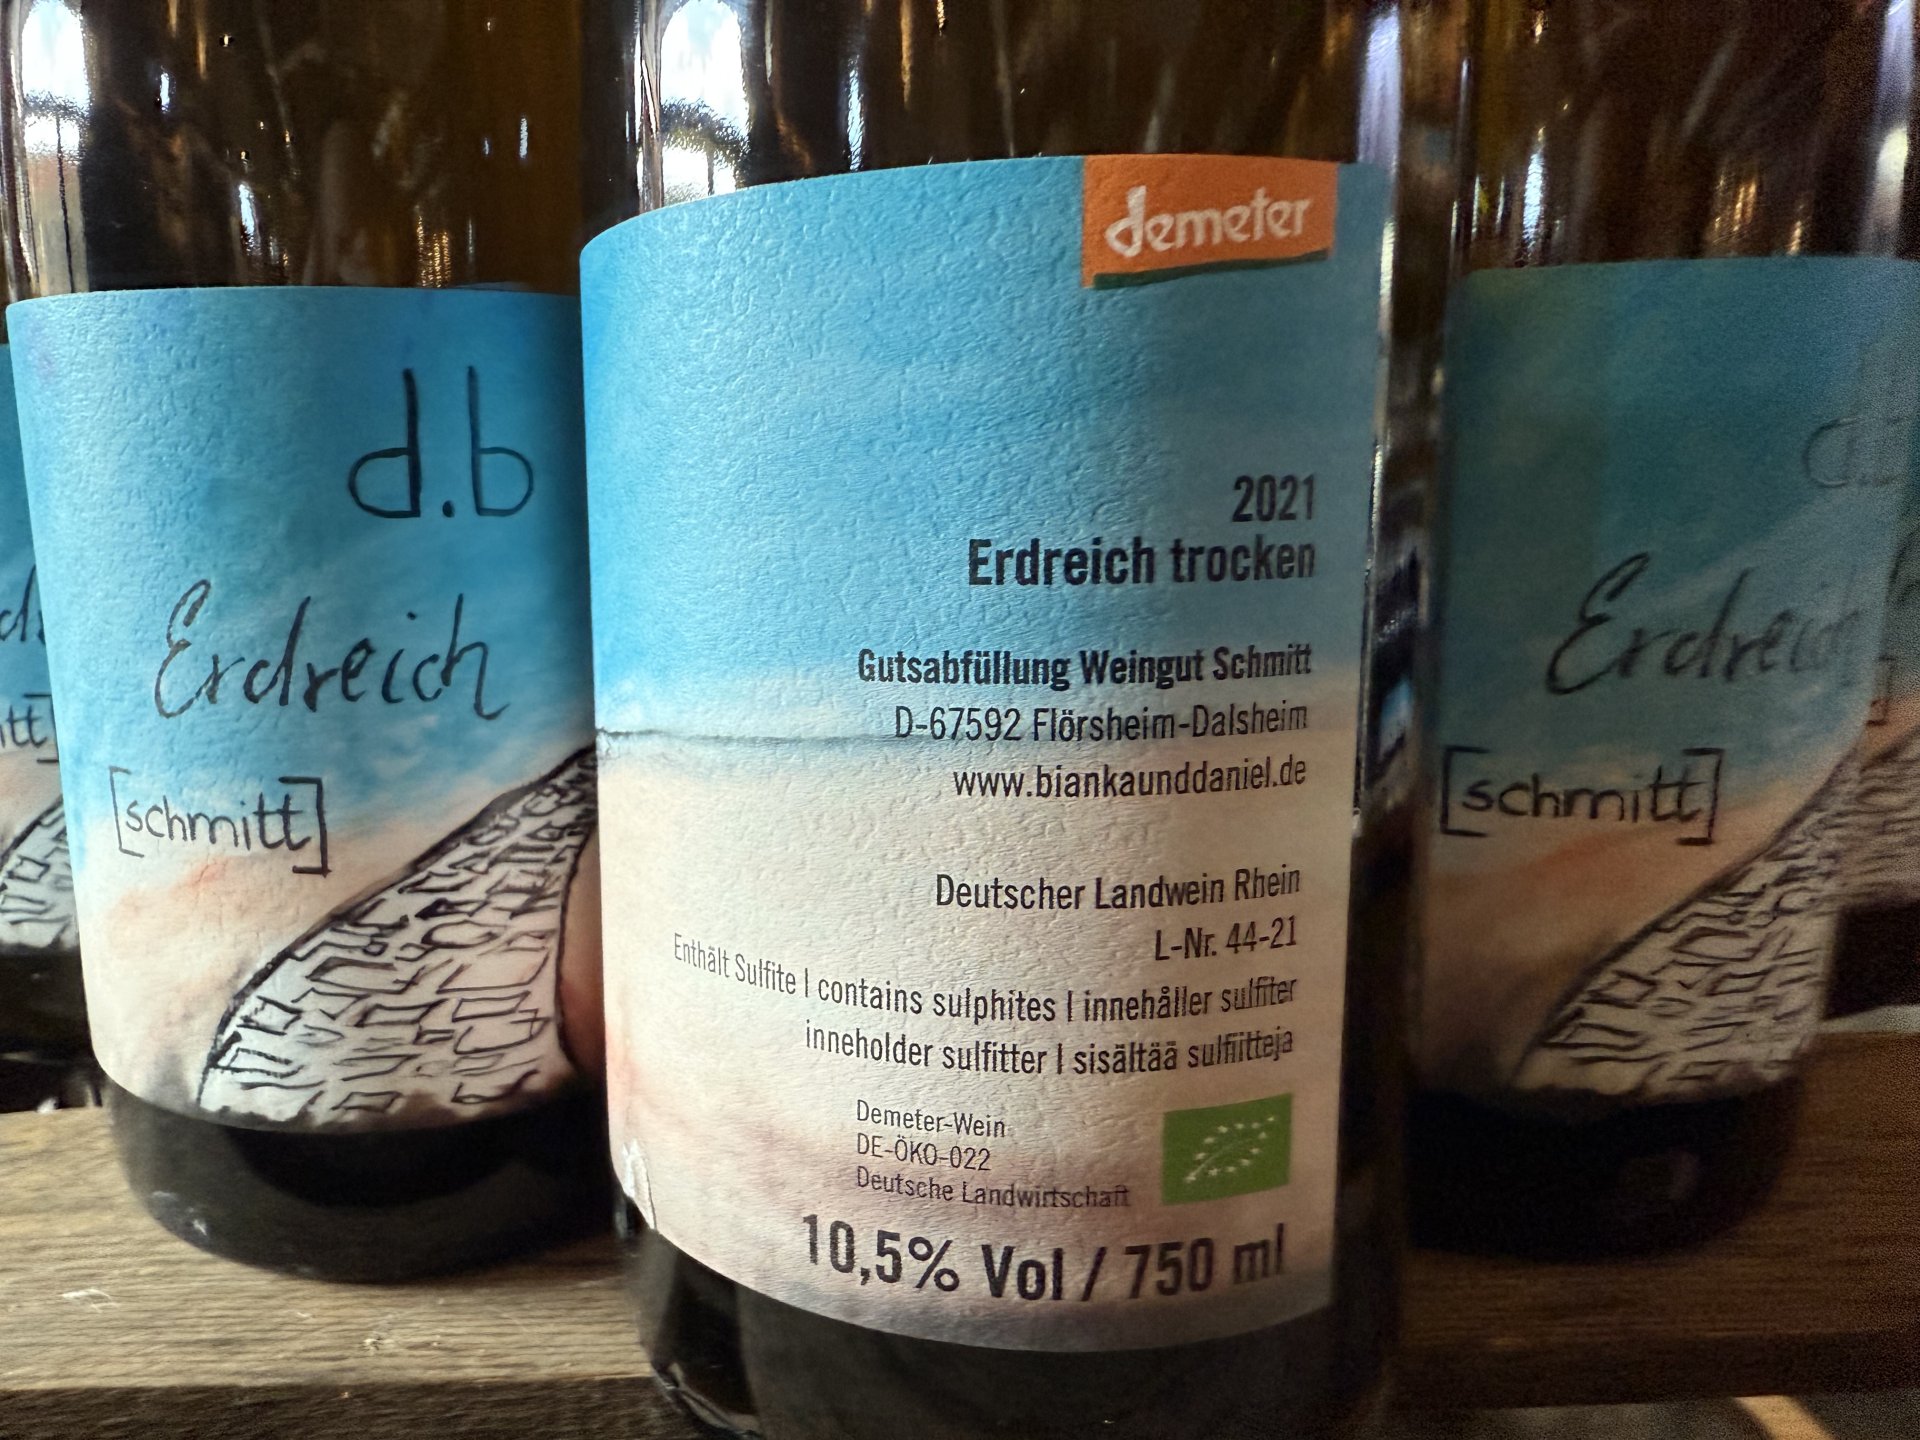 d.b
Erdreich
[schmitt]
demeter
2021
Erdreich trocken
Gutsabfüllung Weingut Schmitt
D-67592 Flörsheim-Dalsheim
www.biankaunddaniel.de
Deutscher Landwein Rhein
L-Nr. 44-21
Enthält Sulfite | contains sulphites | innehåller sulfiter
inneholder sulfitter | sisältää sulfiitteja
Demeter-Wein
DE-ÖKO-022
Deutsche Landwirtschaft
10,5% Vol / 750 ml
d.b
Erdreich
[schmitt]